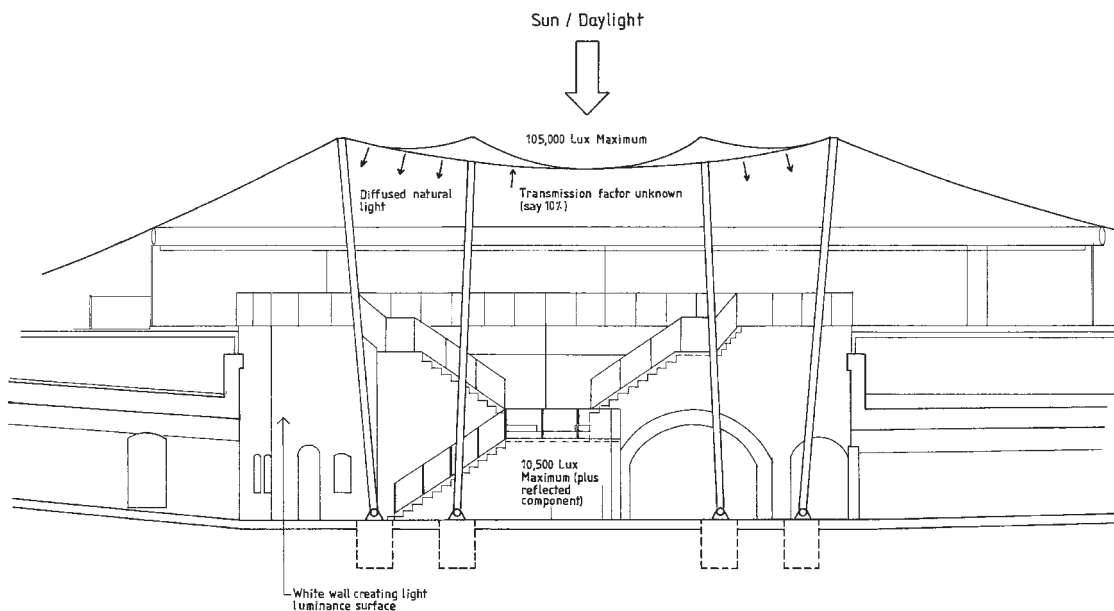 Sun / Daylight
105,000 Lux Maximum
Diffused natural
light
Transmission factor unknown
(say 10%)
10,500 Lux
Maximum (plus
reflected
component)
White wall creating light
luminance surface